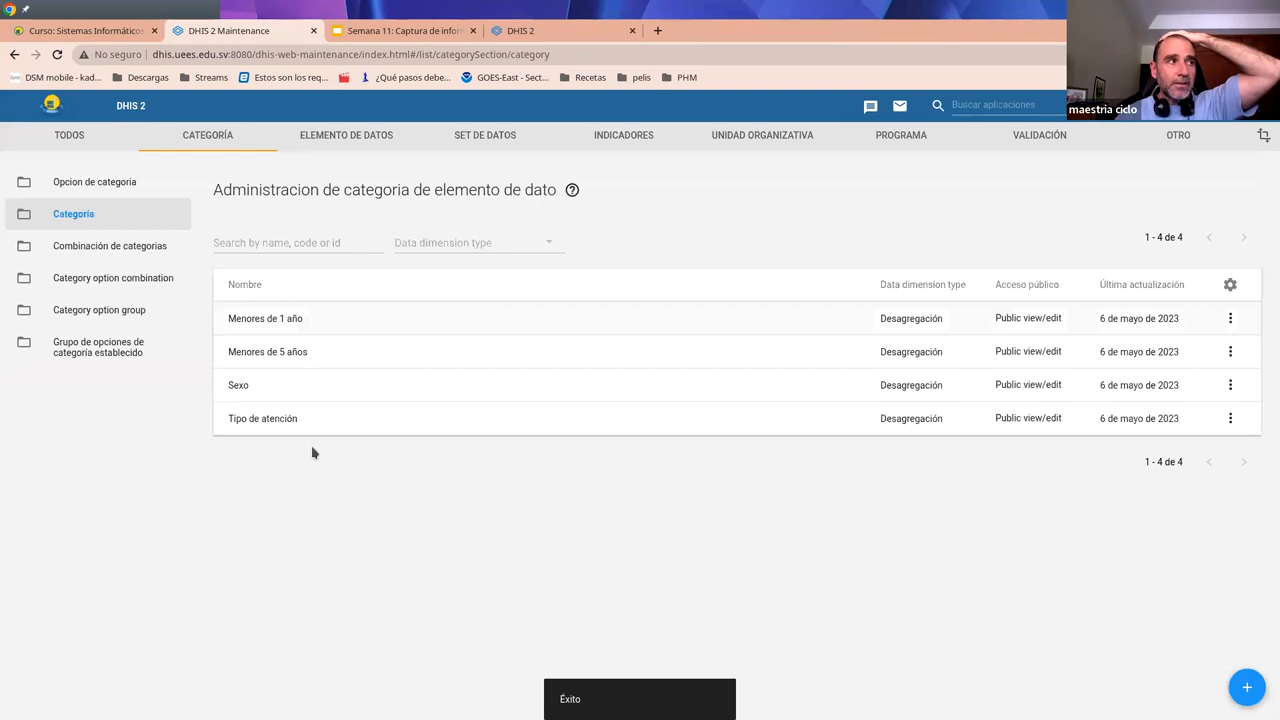 Curso: Sistemas Informáticos
DHIS 2 Maintenance
Semana 11: Captura de infor
DHIS 2
No seguro
dhis.uees.edu.sv:8080/dhis-web-maintenance/index.html#/list/categorySection/category
DSM mobile - kad...
Descargas
Streams
Estos son los req...
¿Qué pasos debe...
GOES-East - Sect...
Recetas
pelis
PHM
maestria ciclo
DHIS 2
Buscar aplicaciones
TODOS
CATEGORÍA
ELEMENTO DE DATOS
SET DE DATOS
INDICADORES
UNIDAD ORGANIZATIVA
PROGRAMA
VALIDACIÓN
OTRO
Opcion de categoria
Categoría
Combinación de categorias
Category option combination
Category option group
Grupo de opciones de
categoría establecido
Administracion de categoria de elemento de dato
Search by name, code or id
Data dimension type
1 - 4 de 4
Nombre Data dimension type Acceso público Última actualización
Menores de 1 año Desagregación Public view/edit 6 de mayo de 2023
Menores de 5 años Desagregación Public view/edit 6 de mayo de 2023
Sexo Desagregación Public view/edit 6 de mayo de 2023
Tipo de atención Desagregación Public view/edit 6 de mayo de 2023
1 - 4 de 4
Éxito